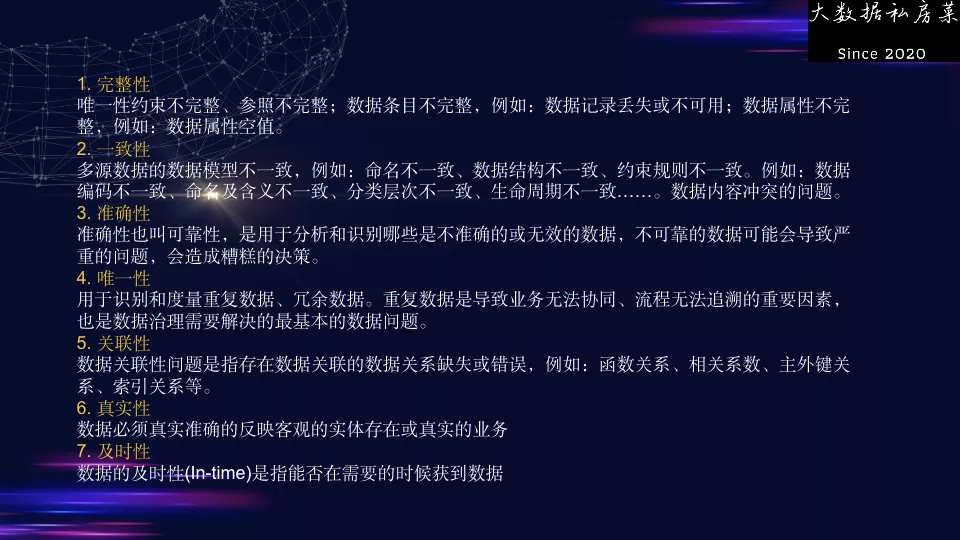 大数据私房菜
Since 2020
1. 完整性
唯一性约束不完整、参照不完整；数据条目不完整，例如：数据记录丢失或不可用；数据属性不完
整，例如：数据属性空值。
2. 一致性
多源数据的数据模型不一致，例如：命名不一致、数据结构不一致、约束规则不一致。例如：数据
编码不一致、命名及含义不一致、分类层次不一致、生命周期不一致……。数据内容冲突的问题。
3. 准确性
准确性也叫可靠性，是用于分析和识别哪些是不准确的或无效的数据，不可靠的数据可能会导致严
重的问题，会造成糟糕的决策。
4. 唯一性
用于识别和度量重复数据、冗余数据。重复数据是导致业务无法协同、流程无法追溯的重要因素，
也是数据治理需要解决的最基本的数据问题。
5. 关联性
数据关联性问题是指存在数据关联的数据关系缺失或错误，例如：函数关系、相关系数、主外键关
系、索引关系等。
6. 真实性
数据必须真实准确的反映客观的实体存在或真实的业务
7. 及时性
数据的及时性(In-time)是指能否在需要的时候获到数据